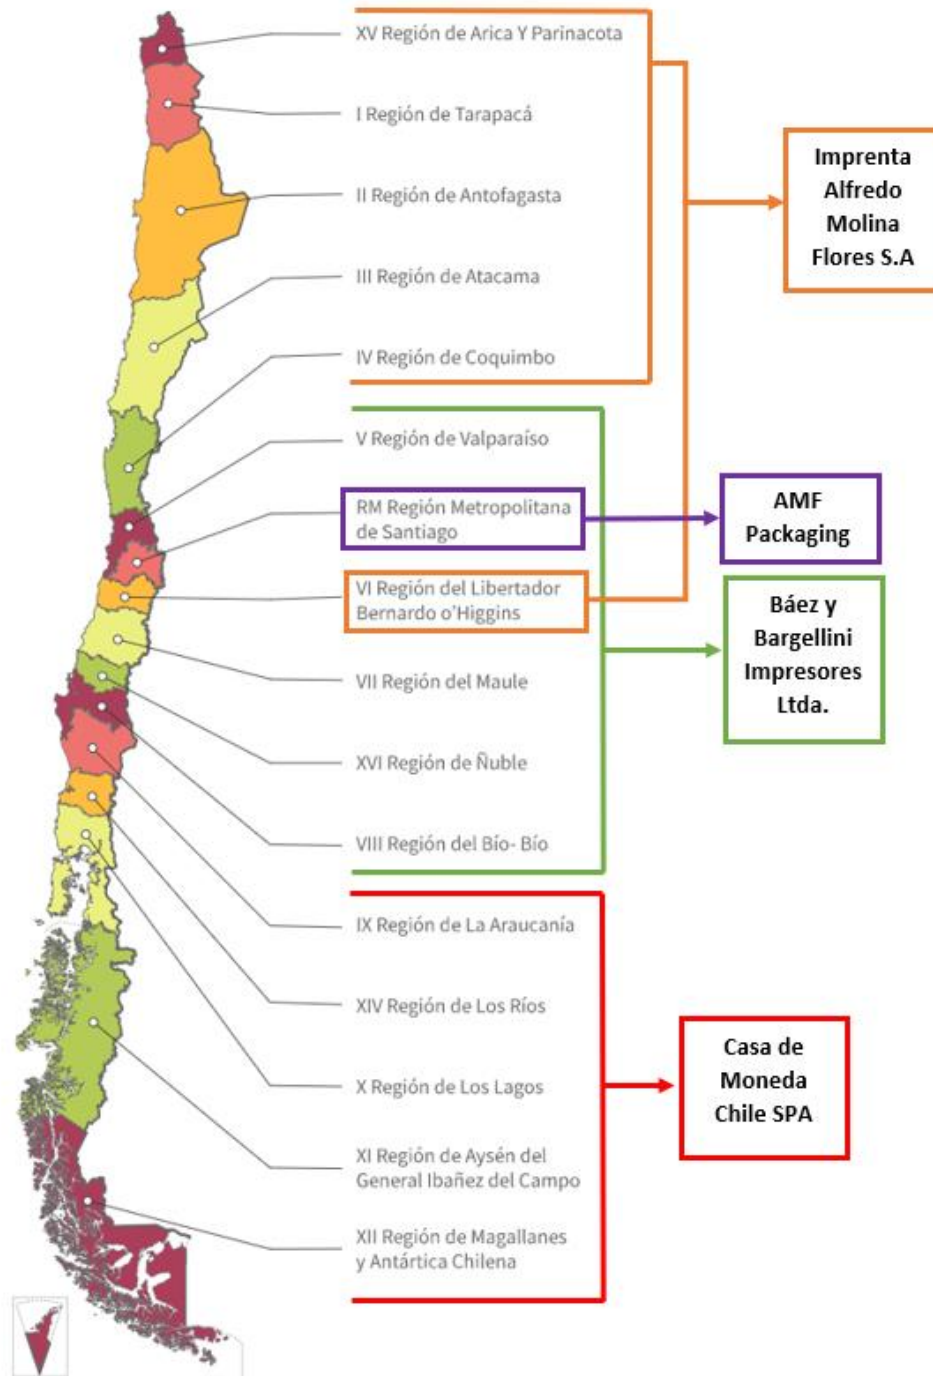 XV Región de Arica Y Parinacota
I Región de Tarapacá
II Región de Antofagasta
III Región de Atacama
IV Región de Coquimbo
V Región de Valparaíso
RM Región Metropolitana
de Santiago
VI Región del Libertador
Bernardo o'Higgins
VII Región del Maule
XVI Región de Ñuble
VIII Región del Bío- Bío
IX Región de La Araucanía
XIV Región de Los Ríos
X Región de Los Lagos
XI Región de Aysén del
General Ibañez del Campo
XII Región de Magallanes
y Antártica Chilena
Imprenta
Alfredo
Molina
Flores S.A
AMF
Packaging
Báez y
Bargellini
Impresores
Ltda.
Casa de
Moneda
Chile SPA